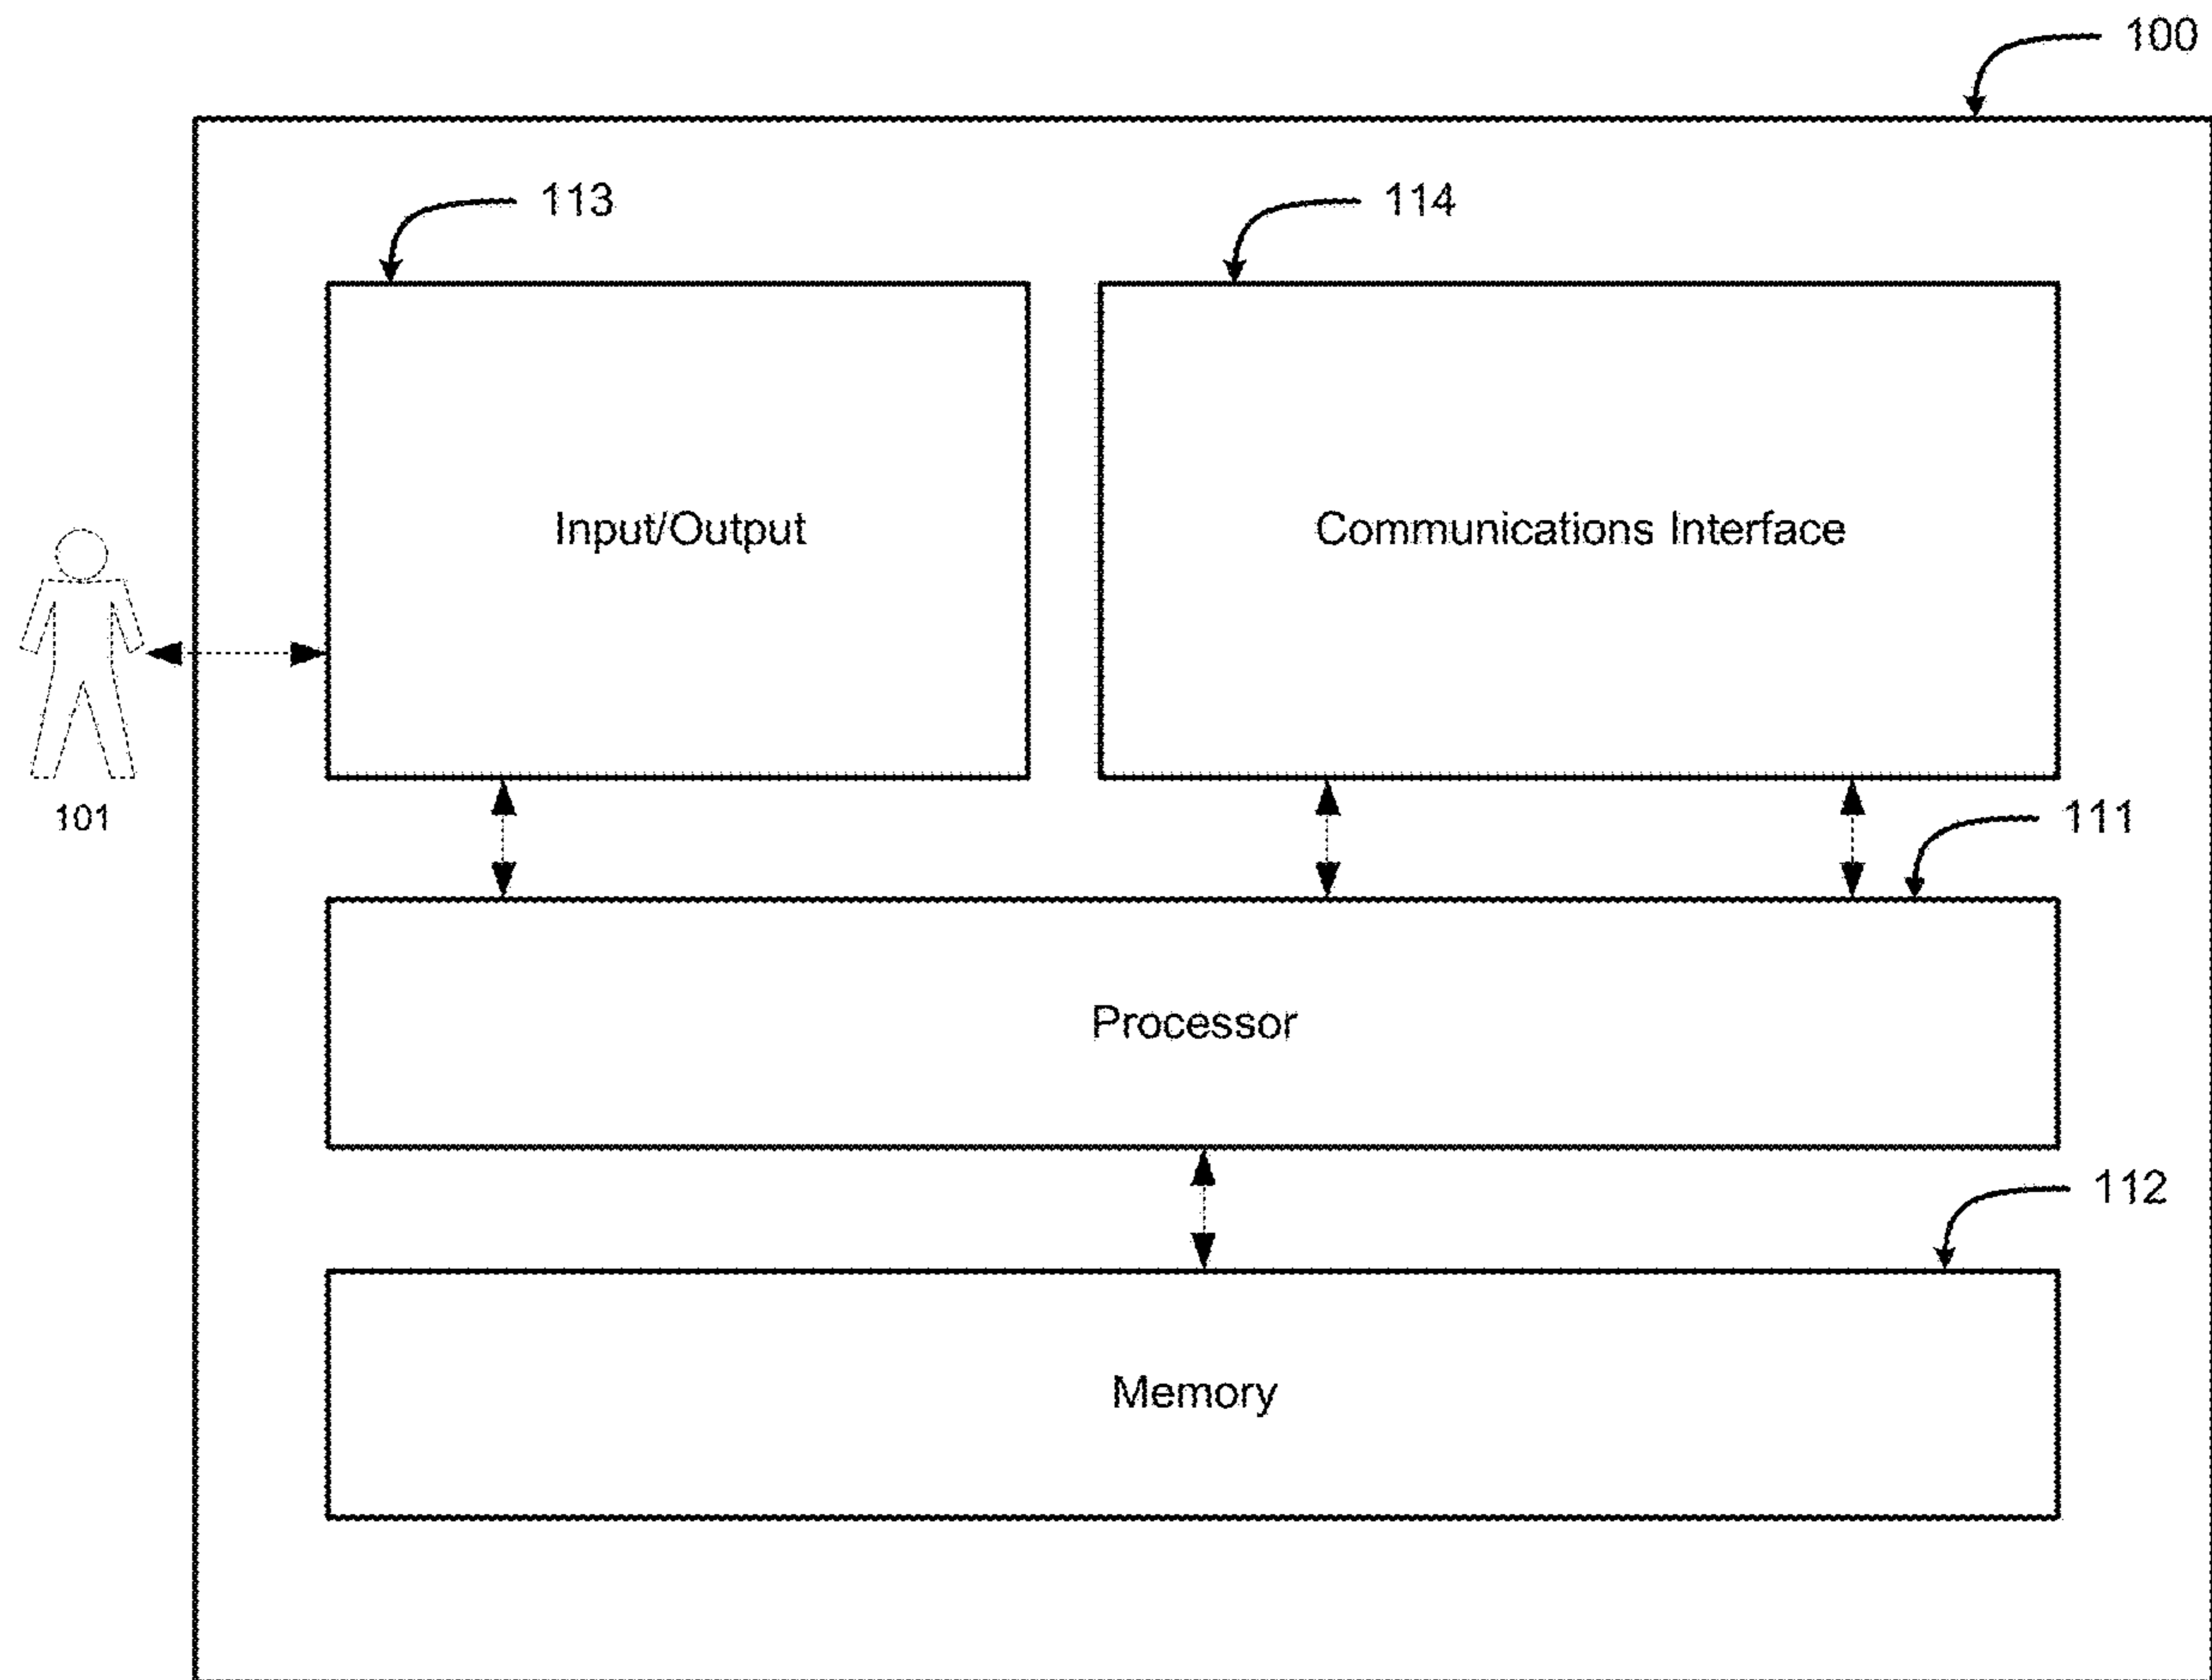 100
113
114
Input/Output
Communications Interface
101
111
Processor
112
Memory